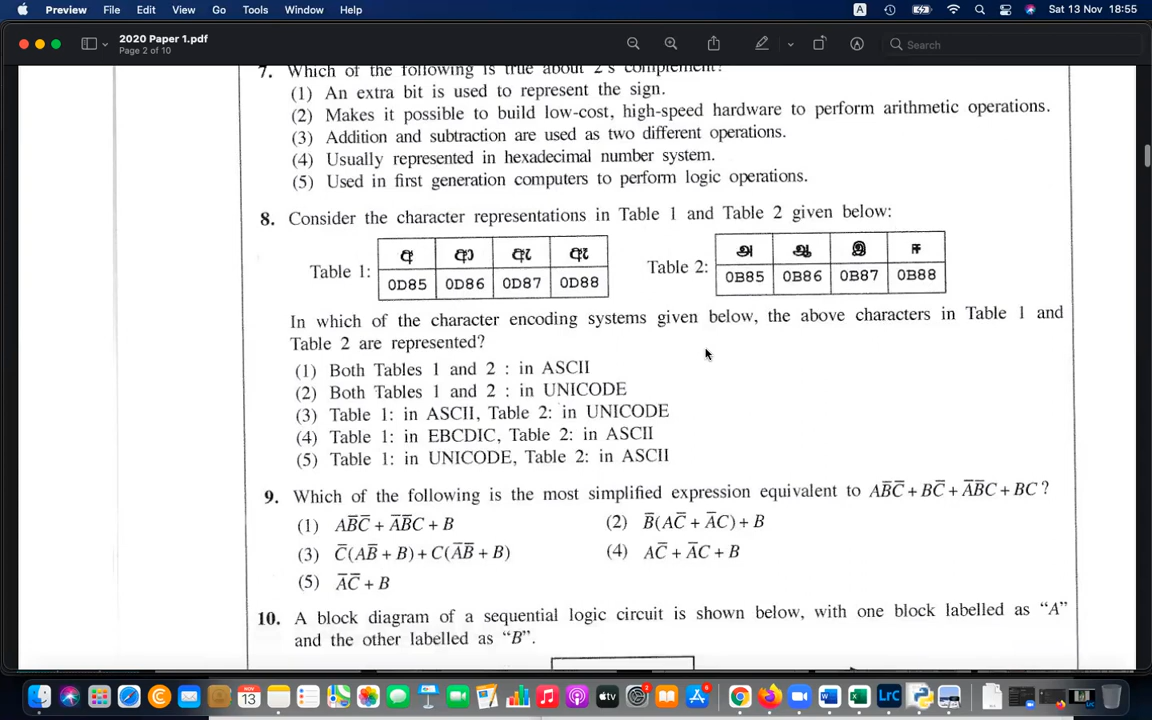 Preview File Edit View Go Tools Window Help A Sat 13 Nov 18:55
2020 Paper 1.pdf
Page 2 of 10
Search
7. Which of the following is true about 2's complement?
(1) An extra bit is used to represent the sign.
(2) Makes it possible to build low-cost, high-speed hardware to perform arithmetic operations.
(3) Addition and subtraction are used as two different operations.
(4) Usually represented in hexadecimal number system.
(5) Used in first generation computers to perform logic operations.
8. Consider the character representations in Table 1 and Table 2 given below:
Table 1: අ ආ ඇ ඈ
0D85 0D86 0D87 0D88
Table 2: அ ஆ இ ஈ
0B85 0B86 0B87 0B88
In which of the character encoding systems given below, the above characters in Table 1 and
Table 2 are represented?
(1) Both Tables 1 and 2 : in ASCII
(2) Both Tables 1 and 2 : in UNICODE
(3) Table 1: in ASCII, Table 2: in UNICODE
(4) Table 1: in EBCDIC, Table 2: in ASCII
(5) Table 1: in UNICODE, Table 2: in ASCII
9. Which of the following is the most simplified expression equivalent to AB̅C̅ + BC̅ + A̅B̅C + BC ?
(1) AB̅C̅ + A̅B̅C + B (2) B̅(AC̅ + A̅C) + B
(3) C̅(AB̅ + B) + C(A̅B̅ + B) (4) AC̅ + A̅C + B
(5) A̅C̅ + B
10. A block diagram of a sequential logic circuit is shown below, with one block labelled as “A”
and the other labelled as “B”.
NOV
13
tv
W
X
LrC